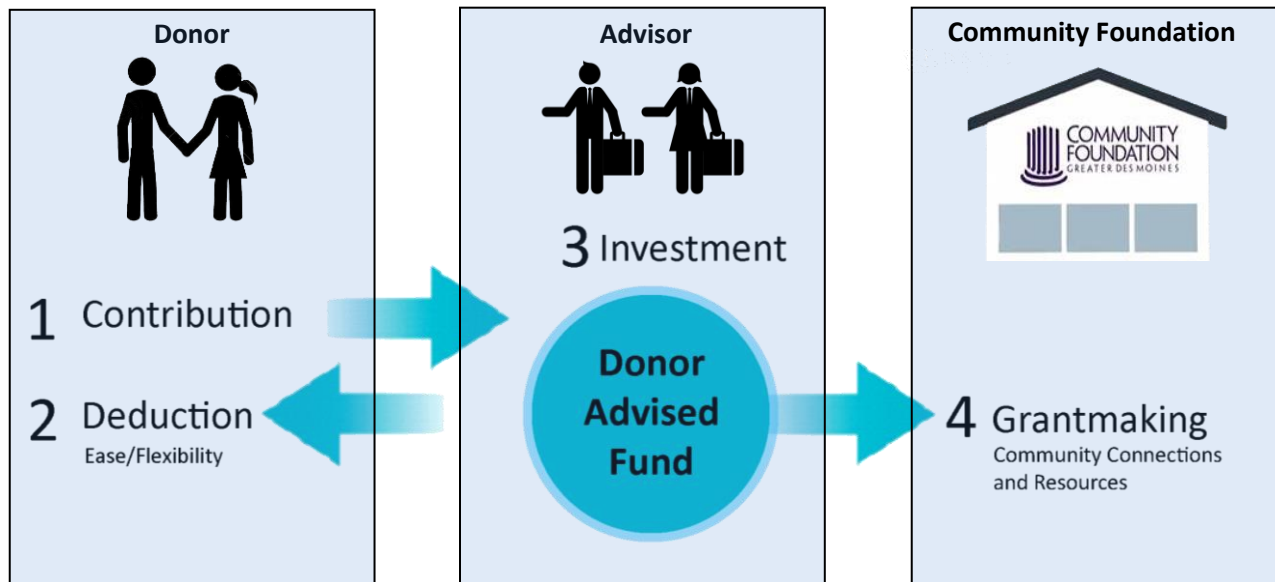 Donor
1 Contribution
2 Deduction
Ease/Flexibility
Advisor
3 Investment
Donor
Advised
Fund
Community Foundation
COMMUNITY
FOUNDATION
GREATER DES MOINES
4 Grantmaking
Community Connections
and Resources